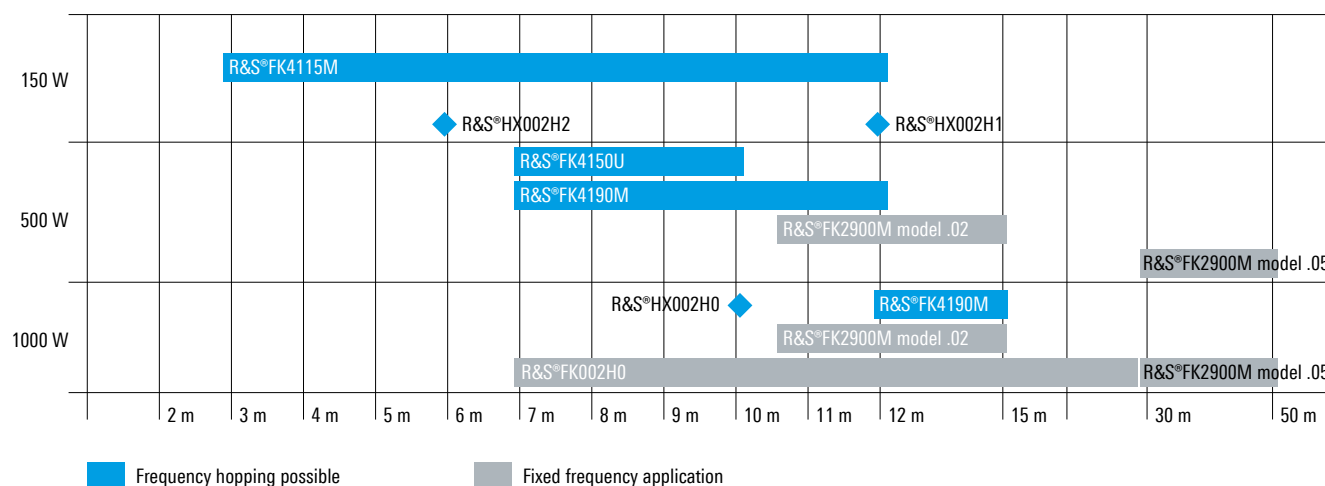 150 W
R&S®FK4115M
R&S®HX002H2
R&S®HX002H1
500 W
R&S®FK4150U
R&S®FK4190M
R&S®FK2900M model .02
R&S®FK2900M model .05
1000 W
R&S®HX002H0
R&S®FK4190M
R&S®FK2900M model .02
R&S®FK002H0
R&S®FK2900M model .05
2 m 3 m 4 m 5 m 6 m 7 m 8 m 9 m 10 m 11 m 12 m 15 m 30 m 50 m
Frequency hopping possible
Fixed frequency application